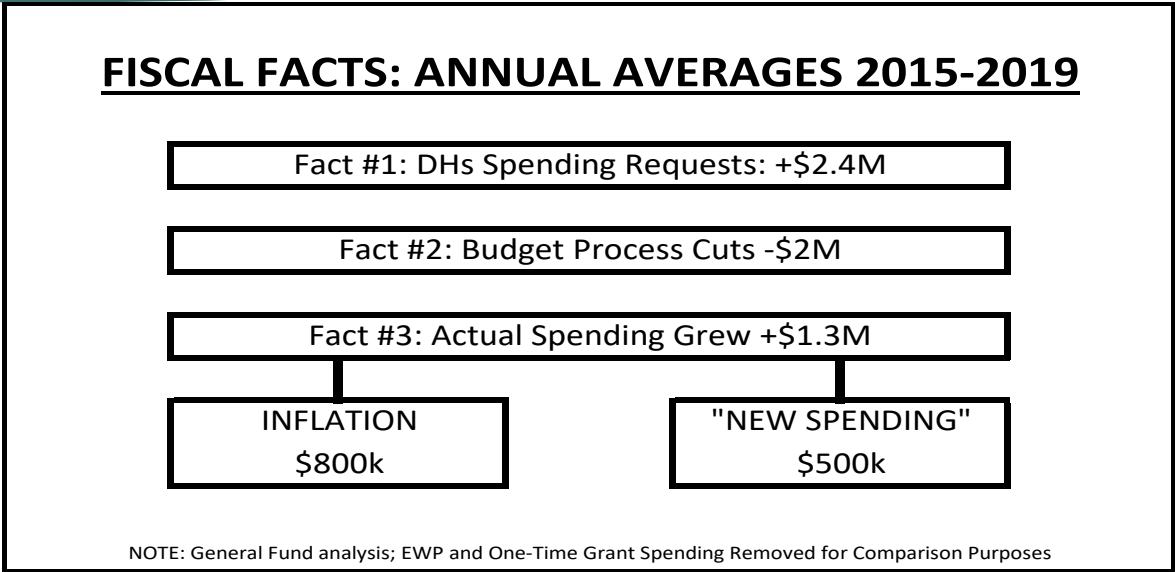 FISCAL FACTS: ANNUAL AVERAGES 2015-2019
Fact #1: DHs Spending Requests: +$2.4M
Fact #2: Budget Process Cuts -$2M
Fact #3: Actual Spending Grew +$1.3M
INFLATION
$800k
"NEW SPENDING"
$500k
NOTE: General Fund analysis; EWP and One-Time Grant Spending Removed for Comparison Purposes